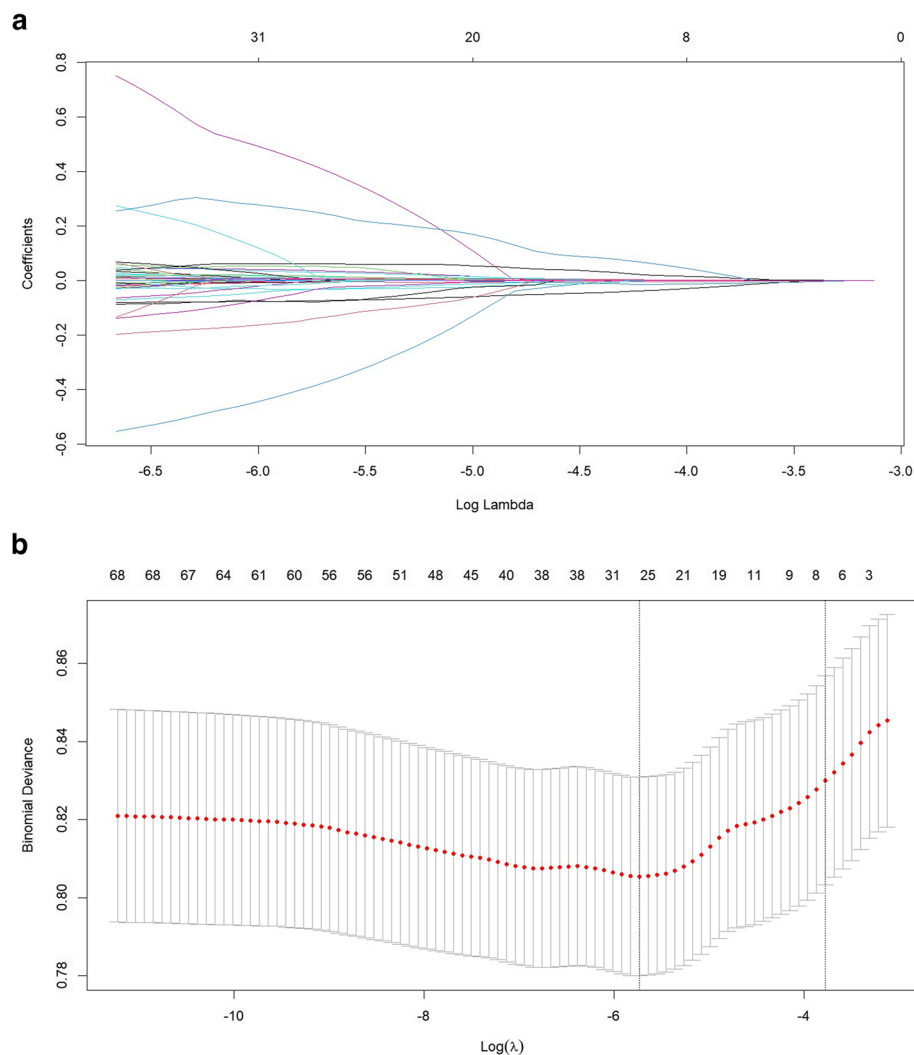 a
31 20 8 0
0.8
0.6
0.4
0.2
0.0
-0.2
-0.4
-0.6
Coefficients
-6.5 -6.0 -5.5 -5.0 -4.5 -4.0 -3.5 -3.0
Log Lambda
b
68 68 67 64 61 60 56 56 51 48 45 40 38 38 31 25 21 19 11 9 8 6 3
0.86
0.84
0.82
0.80
0.78
Binomial Deviance
-10 -8 -6 -4
Log(λ)